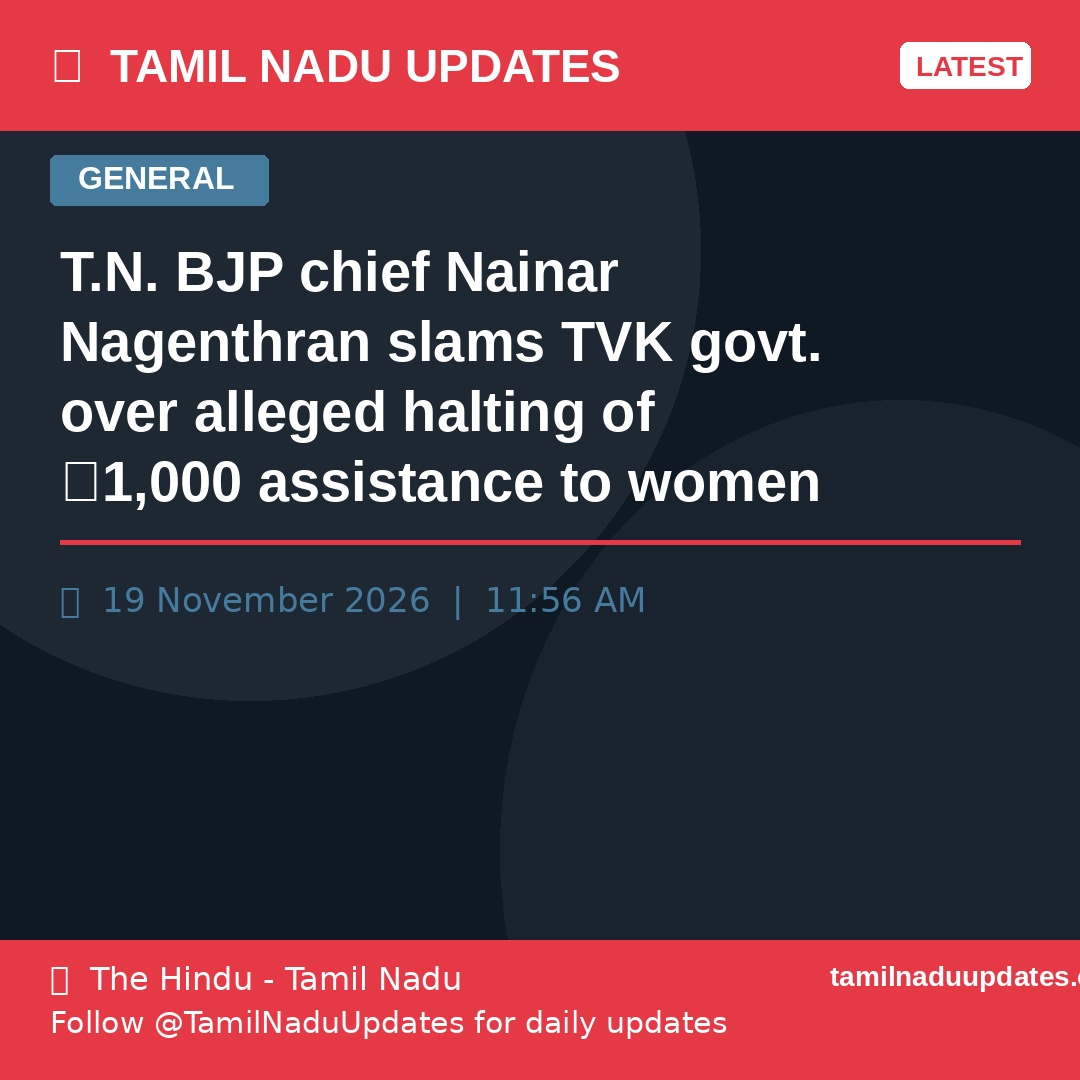 TAMIL NADU UPDATES
LATEST
GENERAL
T.N. BJP chief Nainar
Nagenthran slams TVK govt.
over alleged halting of
□1,000 assistance to women
19 November 2026 | 11:56 AM
The Hindu - Tamil Nadu
tamilnaduupdates.
Follow @TamilNaduUpdates for daily updates